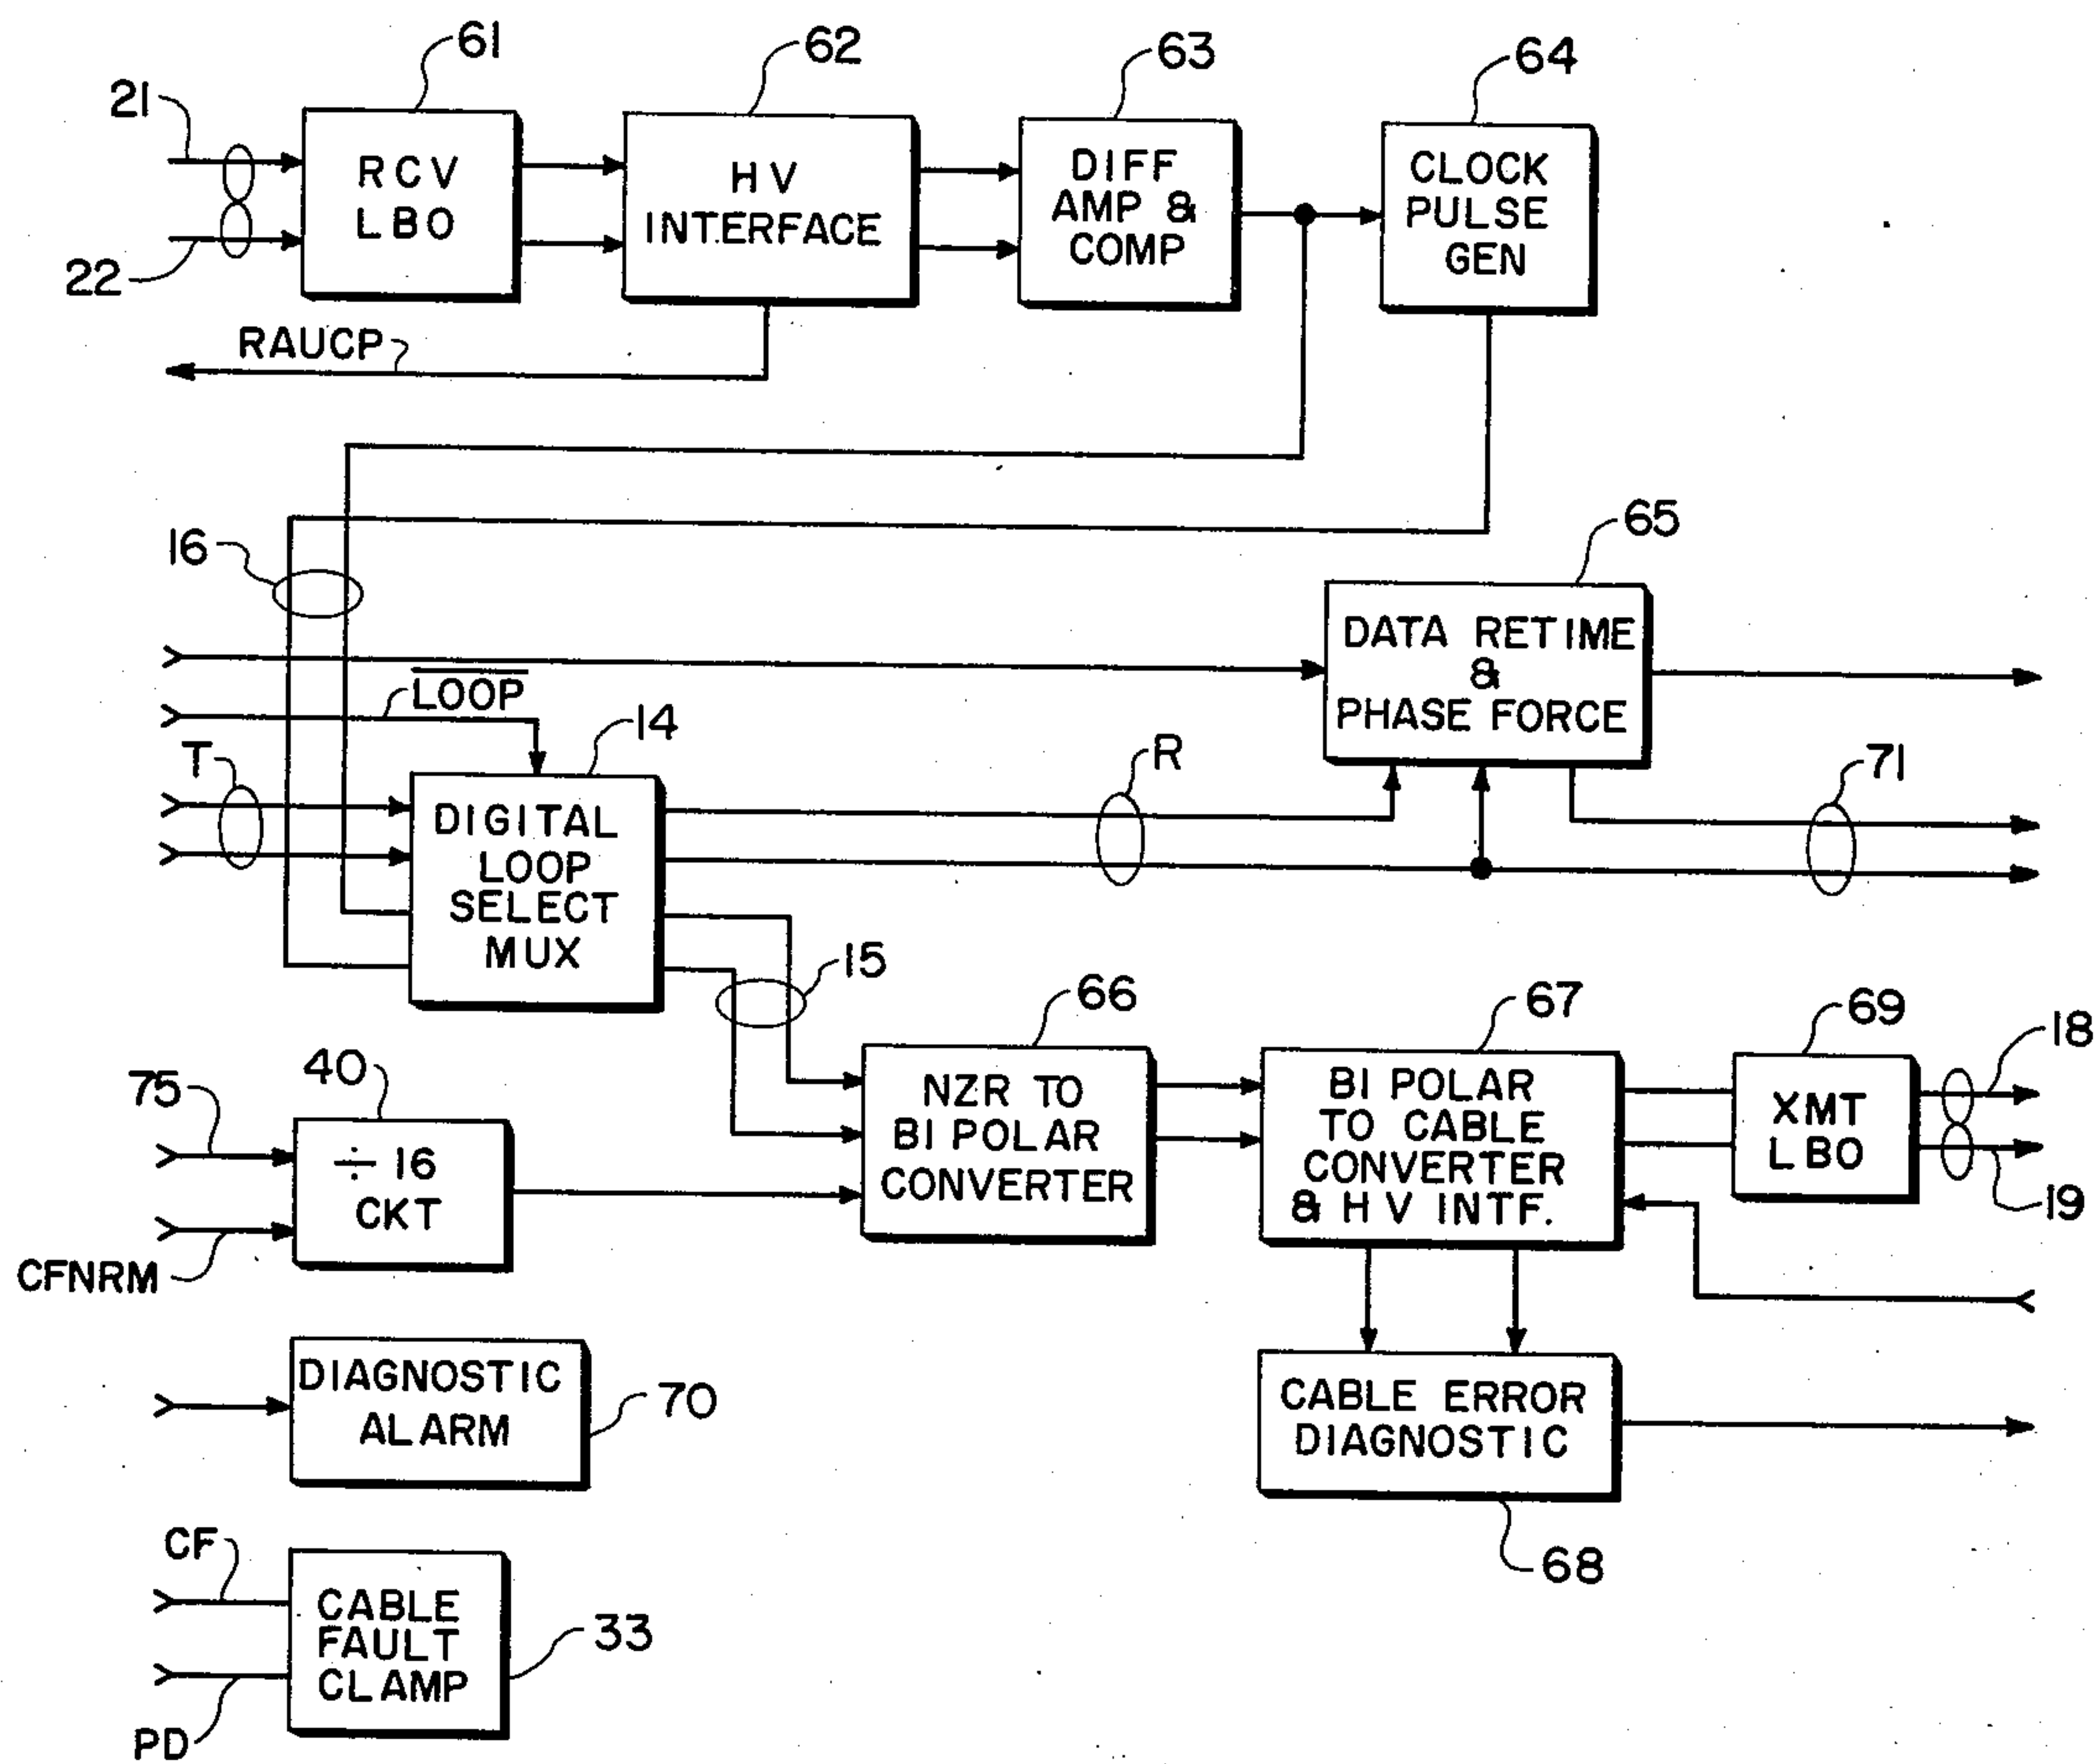 61
62
63
64
21
22
RCV
LBO
HV
INTERFACE
DIFF
AMP &
COMP
CLOCK
PULSE
GEN
RAUCP
16
65
DATA RETIME
&
PHASE FORCE
LOOP
14
T
R
71
DIGITAL
LOOP
SELECT
MUX
15
66
67
69
18
19
75
40
÷ 16
CKT
CFNRM
NZR TO
BI POLAR
CONVERTER
BI POLAR
TO CABLE
CONVERTER
& HV INTF.
XMT
LBO
DIAGNOSTIC
ALARM
70
CABLE ERROR
DIAGNOSTIC
68
CF
PD
CABLE
FAULT
CLAMP
33